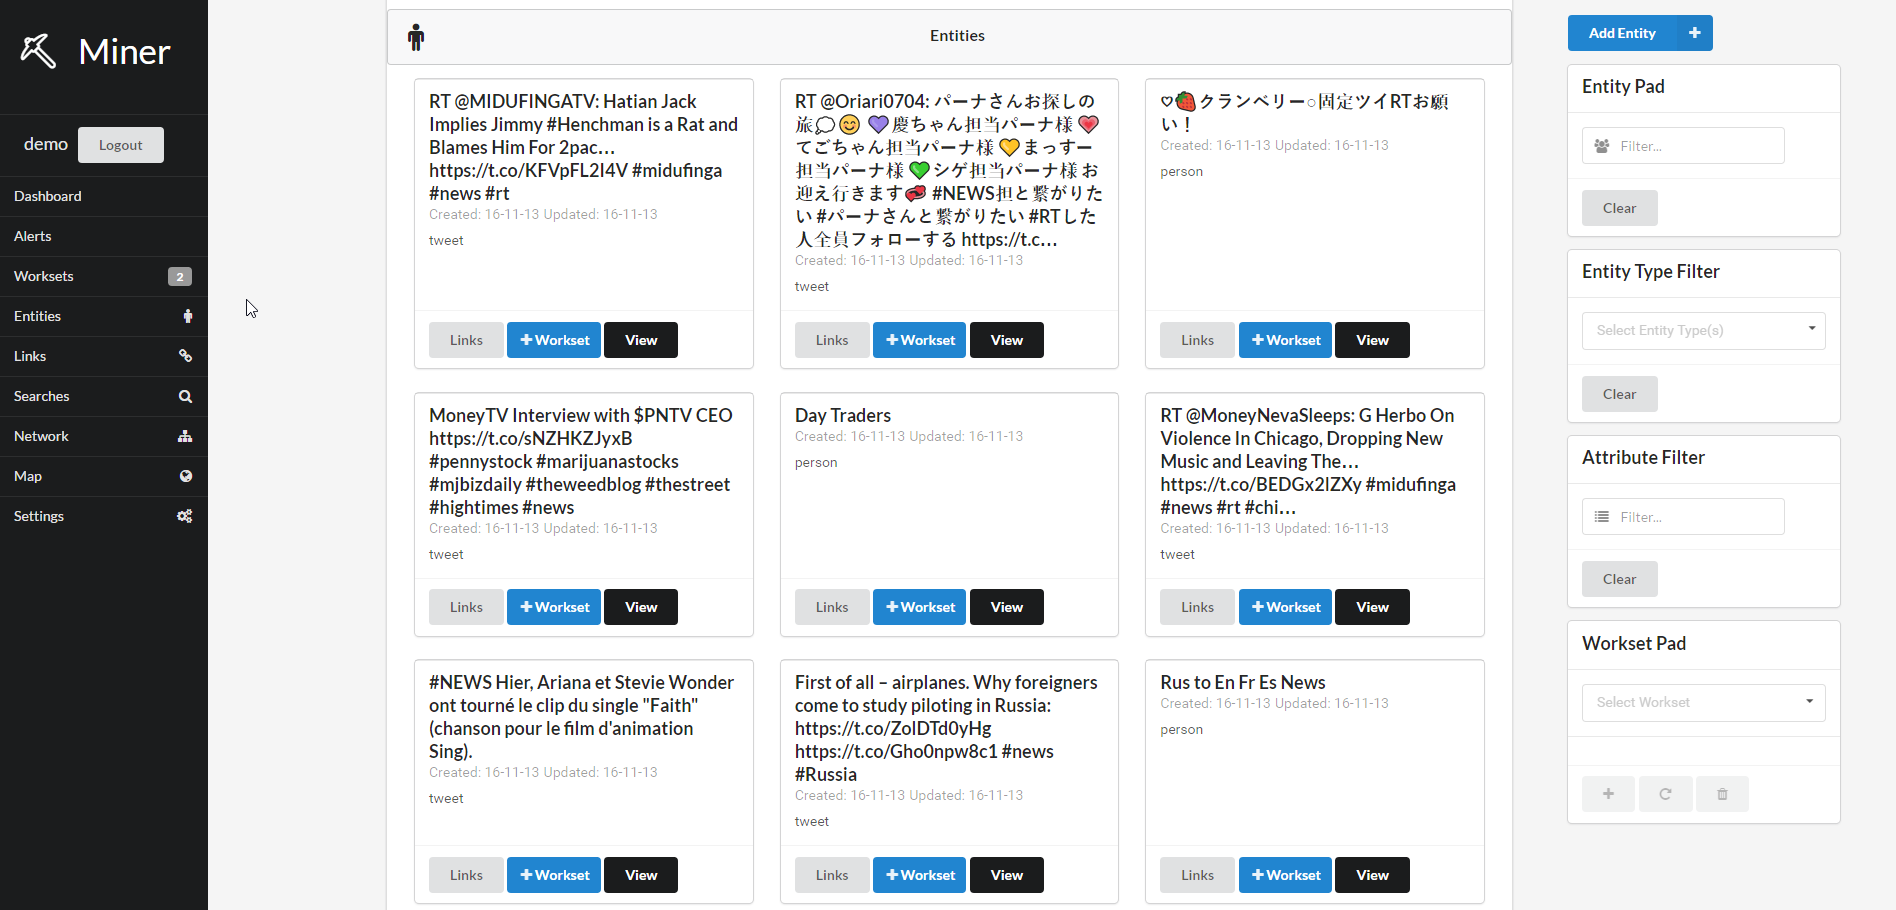 Miner
demo
Logout
Dashboard
Alerts
Worksets
2
Entities
Links
Searches
Network
Map
Settings
Entities
RT @MIDUFINGATV: Hatian Jack
Implies Jimmy #Henchman is a Rat and
Blames Him For 2pac…
https://t.co/KFVpFL2I4V #midufinga
#news #rt
Created: 16-11-13 Updated: 16-11-13
tweet
Links
Workset
View
RT @Oriari0704: パーナさんお探しの
旅💭😊 💜慶ちゃん担当パーナ様 💗
てごちゃん担当パーナ様 💛まっすー
担当パーナ様 💚シゲ担当パーナ様 お
迎え行きます #NEWS担と繋がりた
い #パーナさんと繋がりたい #RTした
人全員フォローする https://t.c…
Created: 16-11-13 Updated: 16-11-13
tweet
Links
Workset
View
♡🍓クランベリー○固定ツイRTお願
い！
Created: 16-11-13 Updated: 16-11-13
person
Links
Workset
View
MoneyTV Interview with $PNTV CEO
https://t.co/sNZHKZJyxB
#pennystock #marijuanastocks
#mjbizdaily #theweedblog #thestreet
#hightimes #news
Created: 16-11-13 Updated: 16-11-13
tweet
Links
Workset
View
Day Traders
Created: 16-11-13 Updated: 16-11-13
person
Links
Workset
View
RT @MoneyNevaSleeps: G Herbo On
Violence In Chicago, Dropping New
Music and Leaving The…
https://t.co/BEDGx2IZXy #midufinga
#news #rt #chi…
Created: 16-11-13 Updated: 16-11-13
tweet
Links
Workset
View
#NEWS Hier, Ariana et Stevie Wonder
ont tourné le clip du single "Faith"
(chanson pour le film d'animation
Sing).
Created: 16-11-13 Updated: 16-11-13
tweet
Links
Workset
View
First of all – airplanes. Why foreigners
come to study piloting in Russia:
https://t.co/ZoIDTd0yHg
https://t.co/Gho0npw8c1 #news
#Russia
Created: 16-11-13 Updated: 16-11-13
tweet
Links
Workset
View
Rus to En Fr Es News
Created: 16-11-13 Updated: 16-11-13
person
Links
Workset
View
Add Entity
Entity Pad
Filter...
Clear
Entity Type Filter
Select Entity Type(s)
Clear
Attribute Filter
Filter...
Clear
Workset Pad
Select Workset